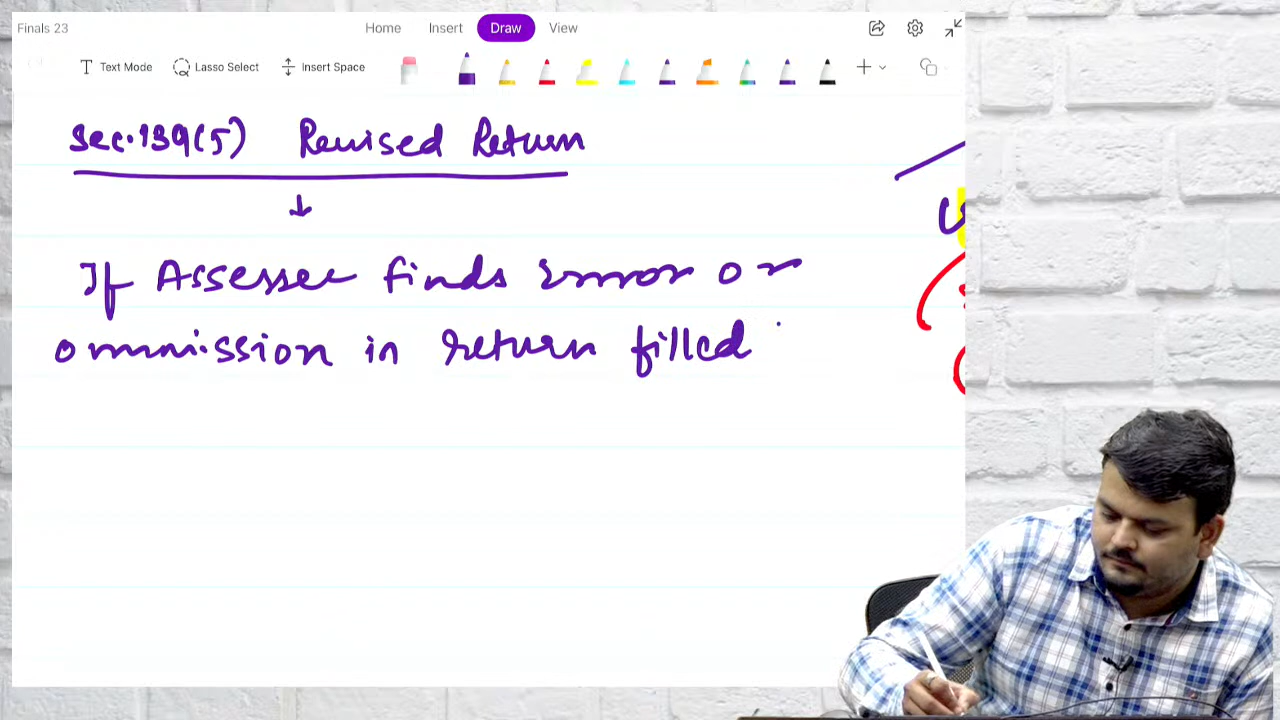 Finals 23
Home Insert Draw View
Text Mode Lasso Select Insert Space
Sec.139(5) Revised Return
If Assessee finds Error or
ommission in return filled